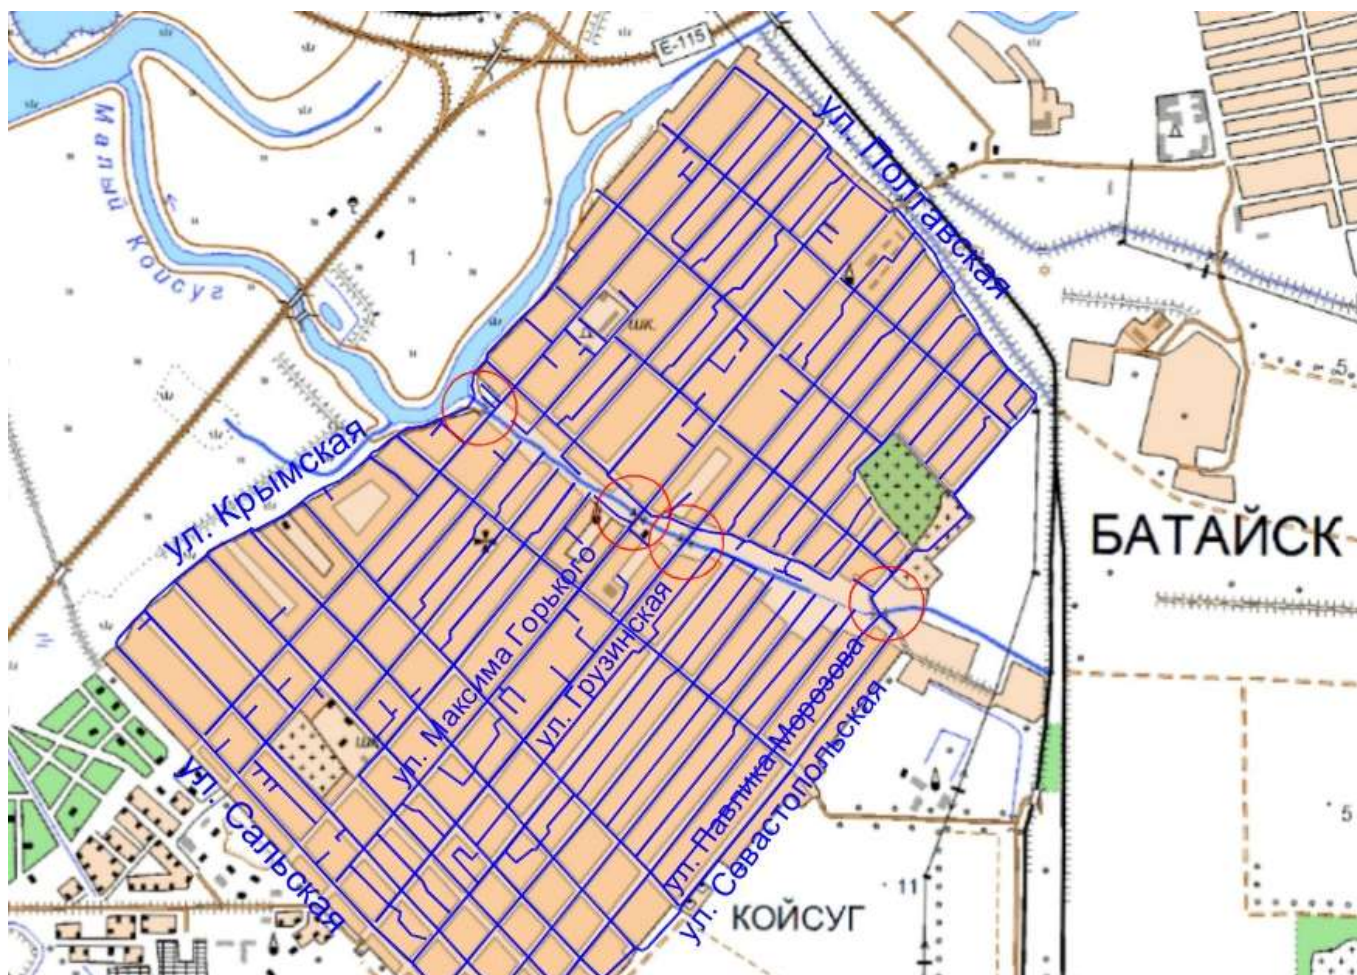 Е-115
ул. Полтавская
Малый
Койсуг
1
шк.
5
ул. Крымская
БАТАЙСК
ул. Максима Горького
ул. Грузинская
ул. Павлика Морозова
ул. Севастопольская
шк.
ул. Сальская
5
11
КОЙСУГ